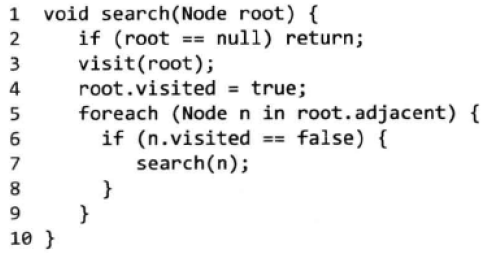 1 void search(Node root) {
2 if (root == null) return;
3 visit(root);
4 root.visited = true;
5 foreach (Node n in root.adjacent) {
6 if (n.visited == false) {
7 search(n);
8 }
9 }
10 }